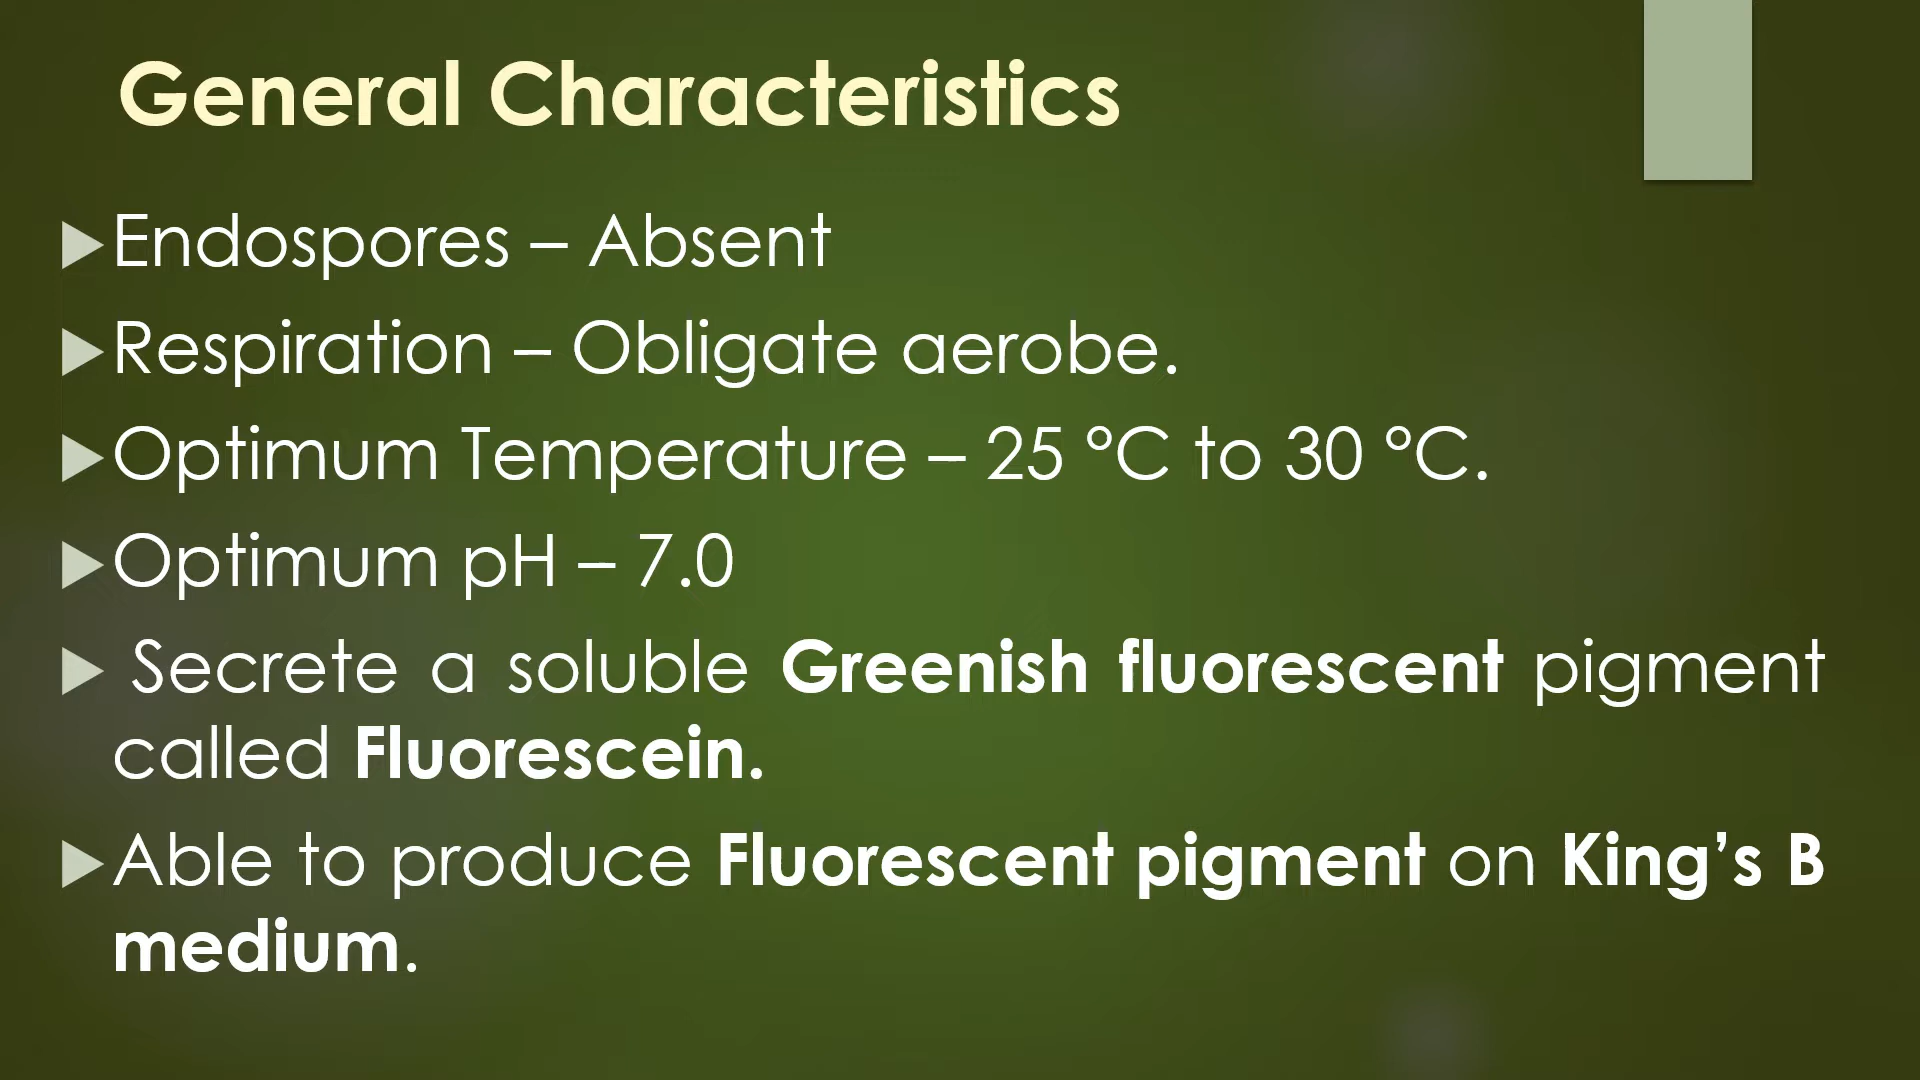 General Characteristics
Endospores – Absent
Respiration – Obligate aerobe.
Optimum Temperature – 25 °C to 30 °C.
Optimum pH – 7.0
Secrete a soluble Greenish fluorescent pigment
called Fluorescein.
Able to produce Fluorescent pigment on King’s B
medium.